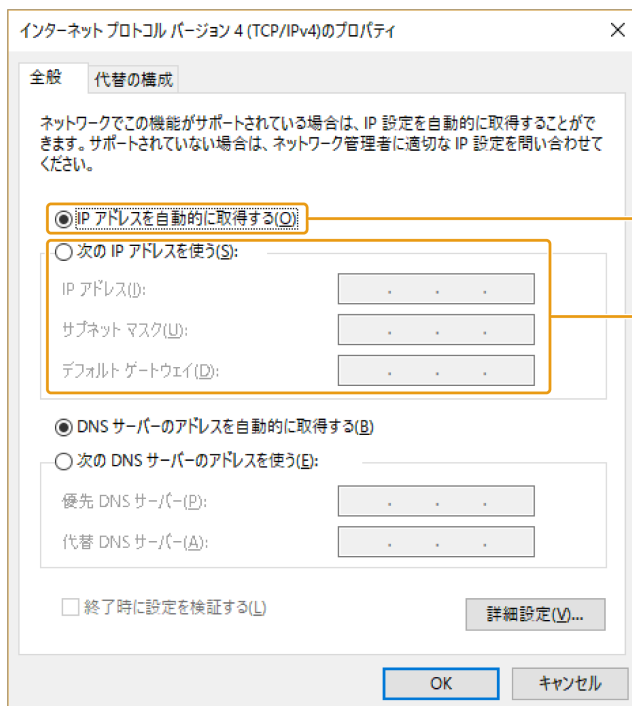 インターネット プロトコル バージョン 4 (TCP/IPv4)のプロパティ
全般
代替の構成
ネットワークでこの機能がサポートされている場合は、IP 設定を自動的に取得することがで
きます。サポートされていない場合は、ネットワーク管理者に適切な IP 設定を問い合わせて
ください。
IP アドレスを自動的に取得する(O)
次の IP アドレスを使う(S):
IP アドレス(I):
サブネット マスク(U):
デフォルト ゲートウェイ(D):
DNS サーバーのアドレスを自動的に取得する(B)
次の DNS サーバーのアドレスを使う(E):
優先 DNS サーバー(P):
代替 DNS サーバー(A):
終了時に設定を検証する(L)
詳細設定(V)...
OK
キャンセル